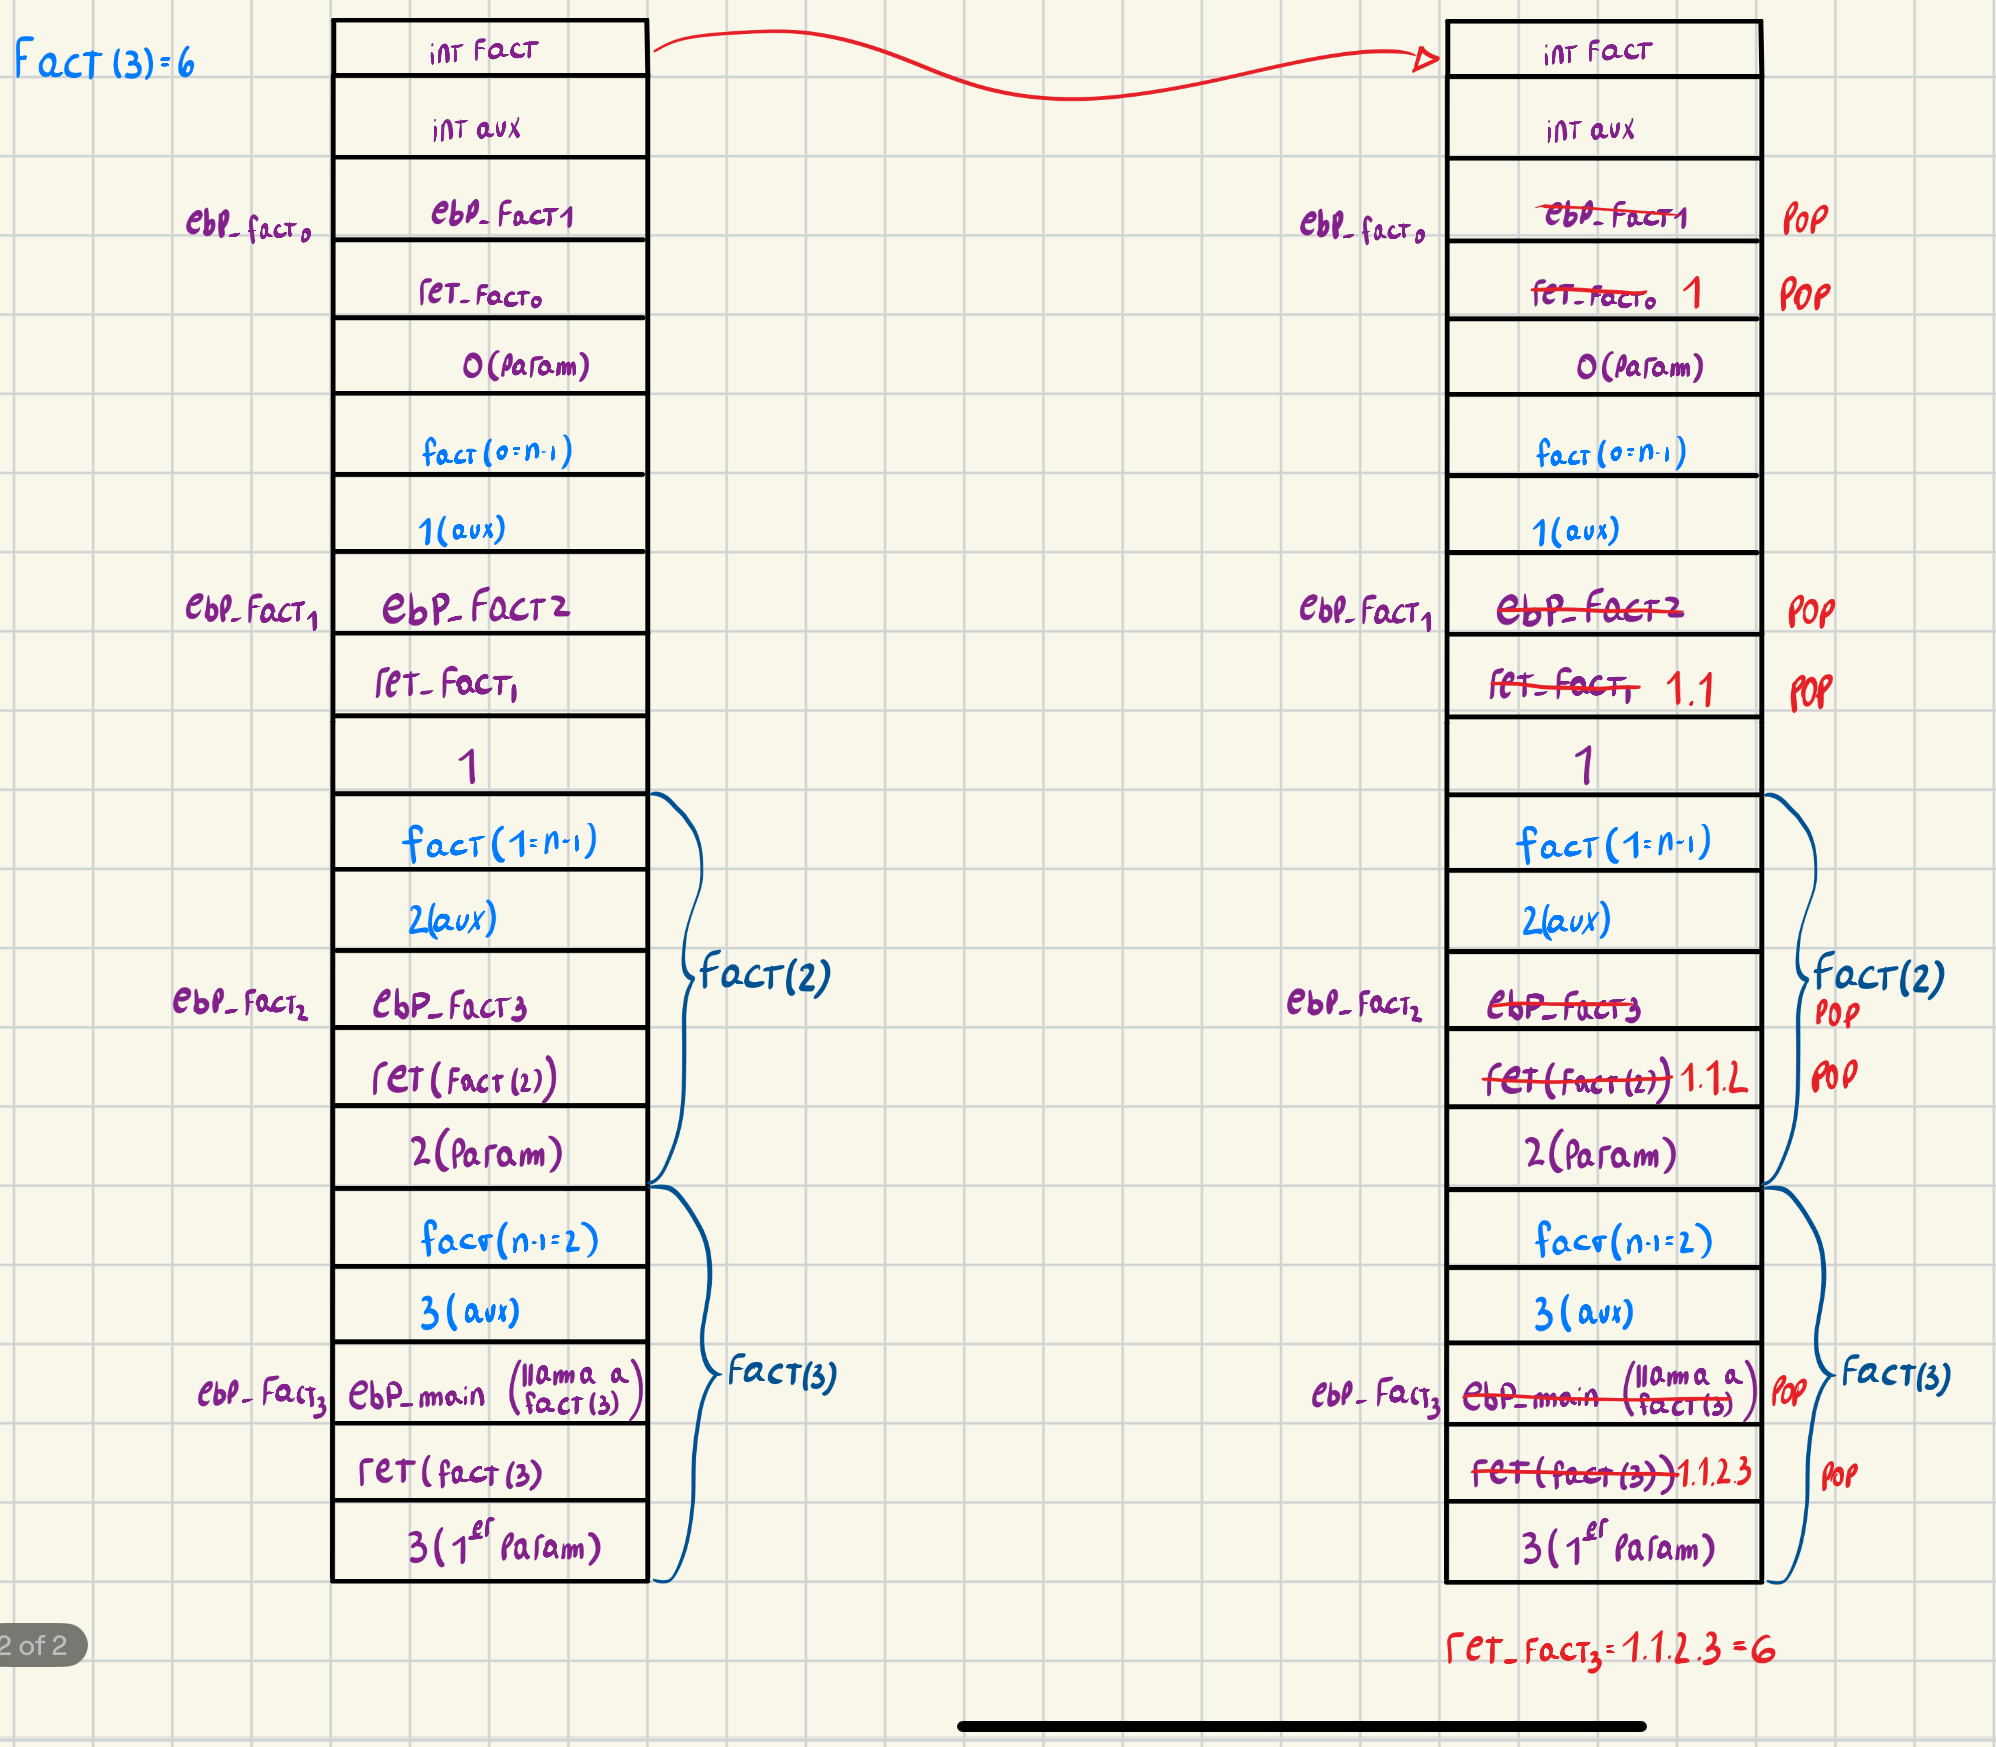 Fact(3)=6
int fact
int aux
ebp_fact0
ebp_fact1
ret_fact0
0(param)
fact(0=n-1)
1(aux)
ebp_fact1
ebp_fact2
ret_fact1
1
fact(1=n-1)
2(aux)
ebp_fact2
ebp_fact3
ret(fact(2))
2(param)
fact(2)
fact(n-1=2)
3(aux)
ebp_fact3
ebp_main (llama a fact(3))
ret(fact(3)
3(1er param)
fact(3)
int fact
int aux
ebp_fact0
ebp_fact1
POP
ret_fact0 1
POP
0(param)
fact(0=n-1)
1(aux)
ebp_fact1
ebp_fact2
POP
ret_fact1 1.1
POP
1
fact(1=n-1)
2(aux)
ebp_fact2
ebp_fact3
fact(2)
POP
ret(fact(2)) 1.1.2
POP
2(param)
fact(n-1=2)
3(aux)
ebp_fact3
ebp_main (llama a fact(3))
POP
fact(3)
ret(fact(3)) 1.1.2.3
POP
3(1er param)
ret_fact3=1.1.2.3=6
2 of 2